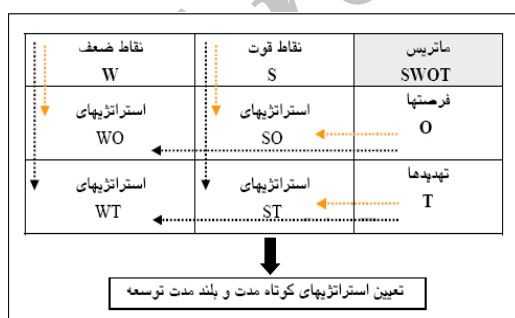 ماتریس
SWOT
نقاط قوت
S
نقاط ضعف
W
فرصتها
O
استراتژیهای
SO
استراتژیهای
WO
تهدیدها
T
استراتژیهای
ST
استراتژیهای
WT
تعیین استراتژیهای کوتاه مدت و بلند مدت توسعه